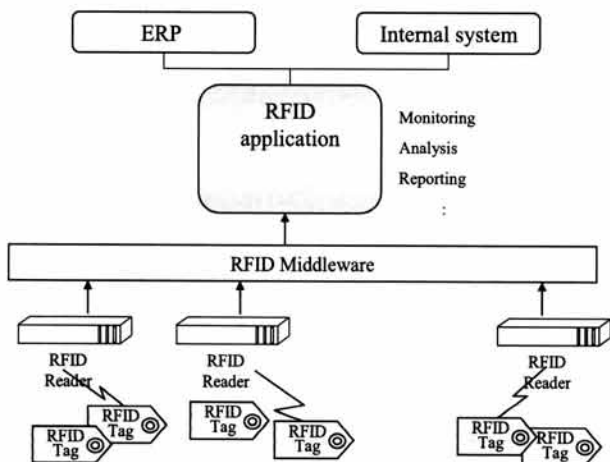 ERP
Internal system
RFID
application
Monitoring
Analysis
Reporting
:
RFID Middleware
RFID
Reader
RFID
Reader
RFID
Reader
RFID
Tag
RFID
Tag
RFID
Tag
RFID
Tag
RFID
Tag
RFID
Tag